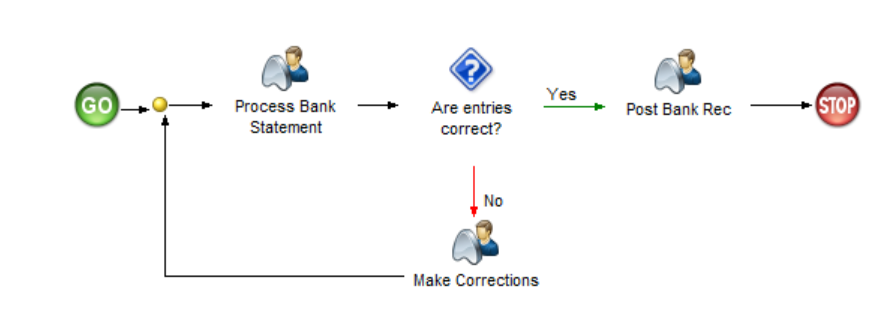 GO
Process Bank
Statement
Are entries
correct?
Yes
Post Bank Rec
STOP
No
Make Corrections